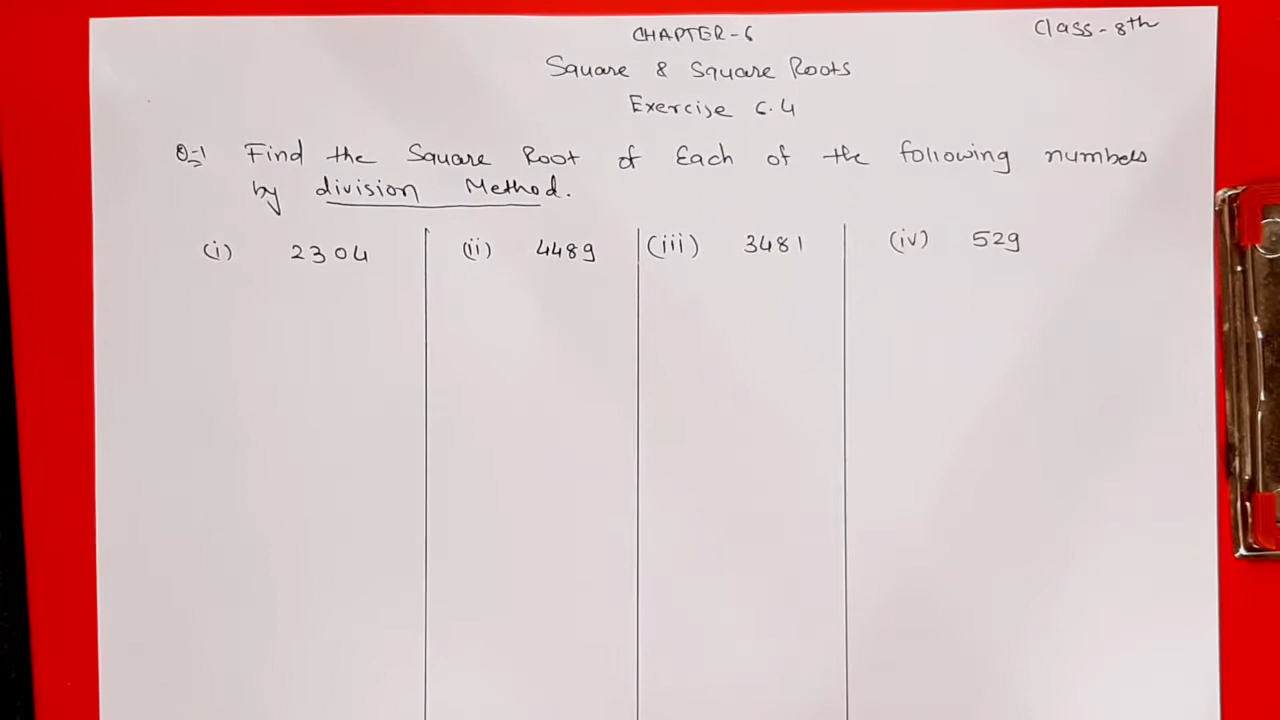 CHAPTER-6
Class-8th
Square & Square Roots
Exercise 6.4
Q-1 Find the Square Root of Each of the following numbers
by division Method.
(i) 2304 (ii) 4489 (iii) 3481 (iv) 529